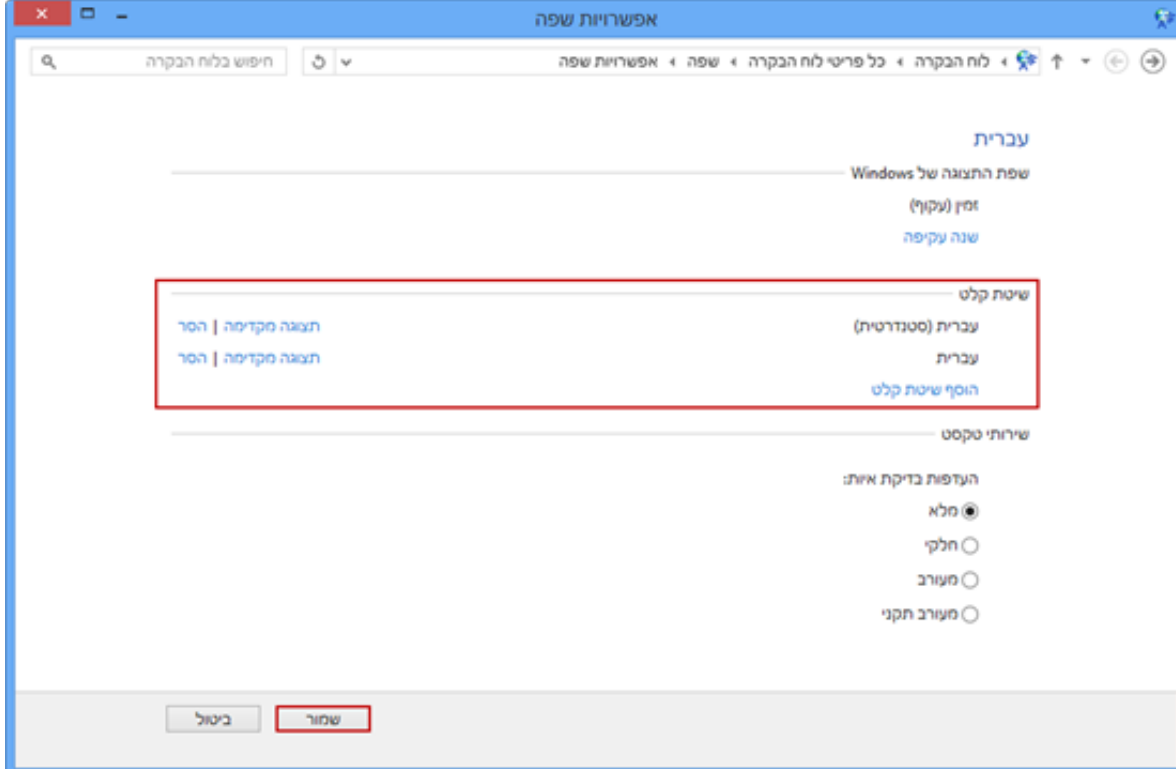 אפשרויות שפה
לוח הבקרה ‹ כל פריטי לוח הבקרה ‹ שפה ‹ אפשרויות שפה
חיפוש בלוח הבקרה
עברית
שפת התצוגה של Windows
זמין (עקוף)
שנה עקיפה
שיטת קלט
עברית (סטנדרטית) תצוגה מקדימה | הסר
עברית תצוגה מקדימה | הסר
הוסף שיטת קלט
שירותי טקסט
העדפות בדיקת איות:
מלא
חלקי
מעורב
מעורב תקני
שמור ביטול